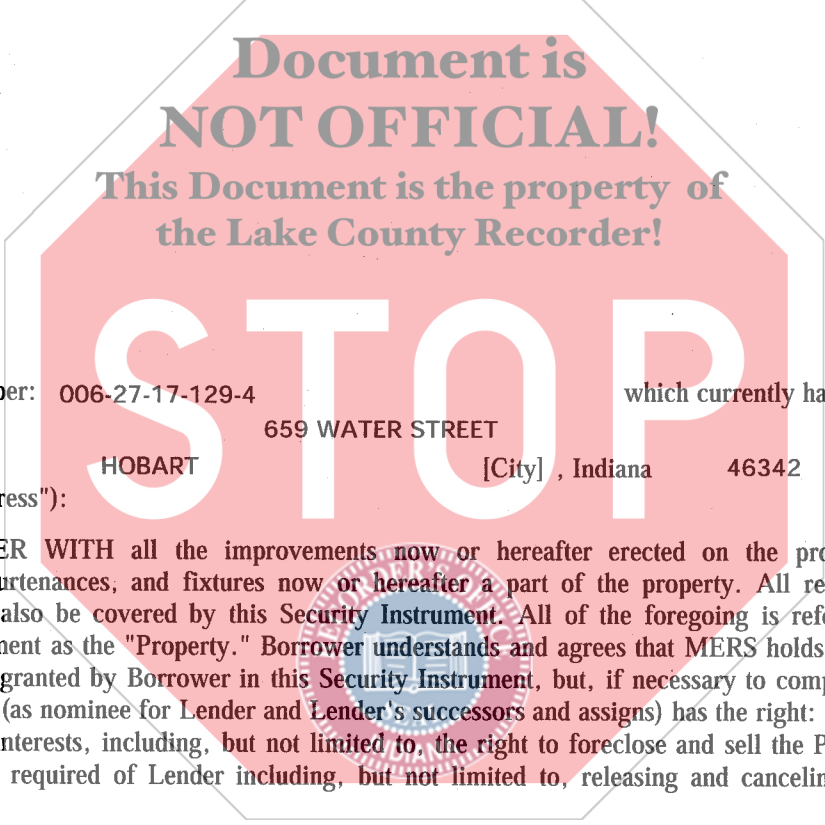 Document is
NOT OFFICIAL!
This Document is the property of
the Lake County Recorder!
STOP
ber: 006-27-17-129-4 which currently ha
659 WATER STREET
HOBART [City] , Indiana 46342
ress"):
ER WITH all the improvements now or hereafter erected on the pro
urtenances, and fixtures now or hereafter a part of the property. All re
also be covered by this Security Instrument. All of the foregoing is refe
ment as the "Property." Borrower understands and agrees that MERS holds
granted by Borrower in this Security Instrument, but, if necessary to comp
(as nominee for Lender and Lender's successors and assigns) has the right:
nterests, including, but not limited to, the right to foreclose and sell the P
required of Lender including, but not limited to, releasing and cancelin
SEAL
INDIANA